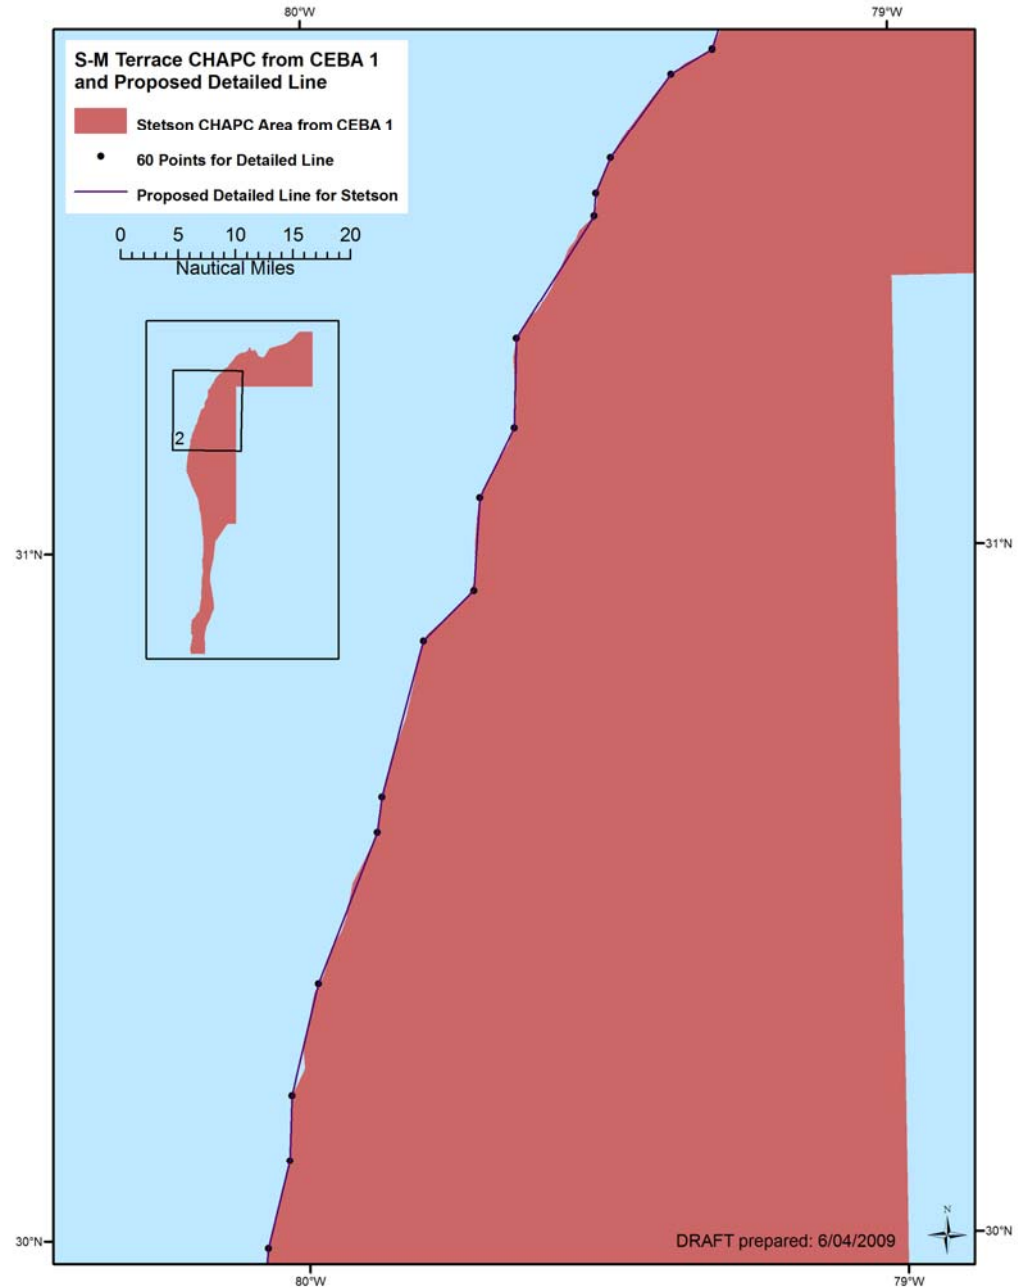 80°W
79°W
S-M Terrace CHAPC from CEBA 1
and Proposed Detailed Line
Stetson CHAPC Area from CEBA 1
60 Points for Detailed Line
Proposed Detailed Line for Stetson
0 5 10 15 20
Nautical Miles
2
31°N
31°N
N
DRAFT prepared: 6/04/2009
30°N
30°N
80°W
79°W